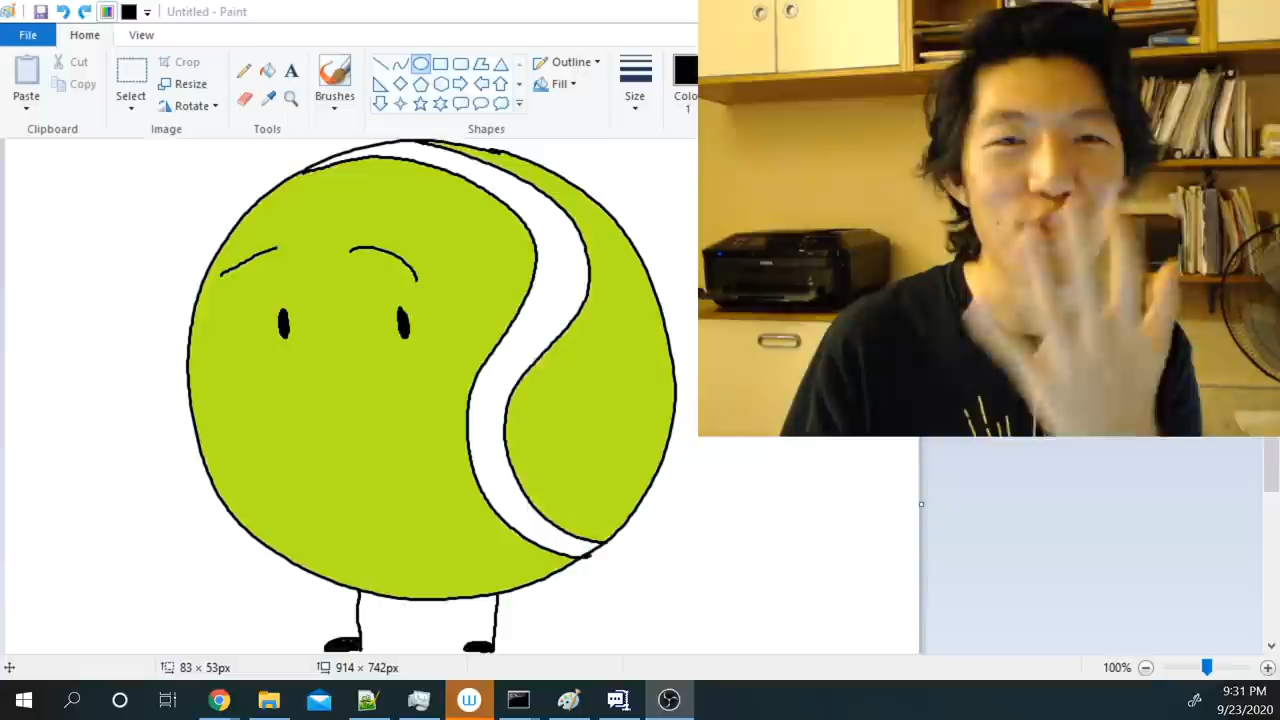 Untitled - Paint
File Home View
Paste
Cut
Copy
Clipboard
Select
Crop
Resize
Rotate
Image
A
Tools
Brushes
Outline
Fill
Shapes
Size
Colo
1
83 × 53px
914 × 742px
100%
9:31 PM
9/23/2020